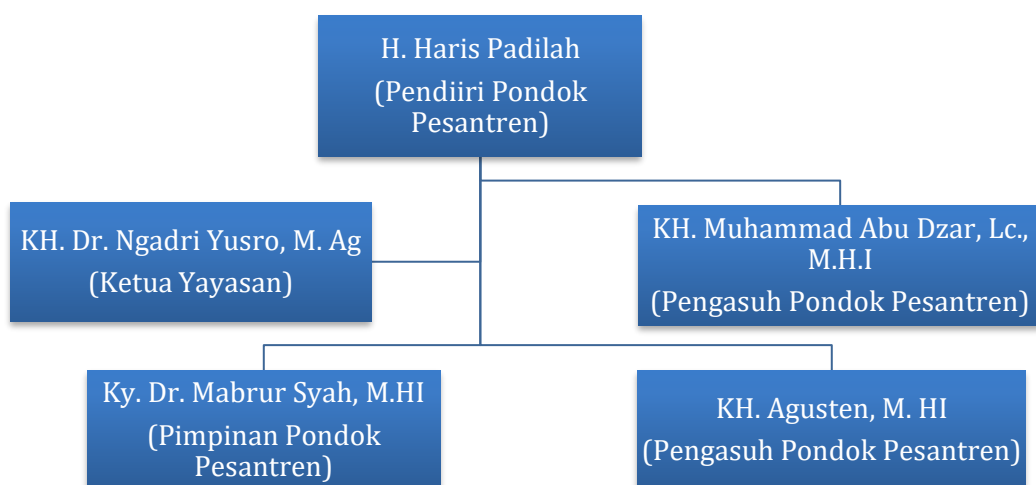 H. Haris Padilah
(Pendiiri Pondok
Pesantren)
KH. Dr. Ngadri Yusro, M. Ag
(Ketua Yayasan)
KH. Muhammad Abu Dzar, Lc.,
M.H.I
(Pengasuh Pondok Pesantren)
Ky. Dr. Mabrur Syah, M.HI
(Pimpinan Pondok
Pesantren)
KH. Agusten, M. HI
(Pengasuh Pondok Pesantren)